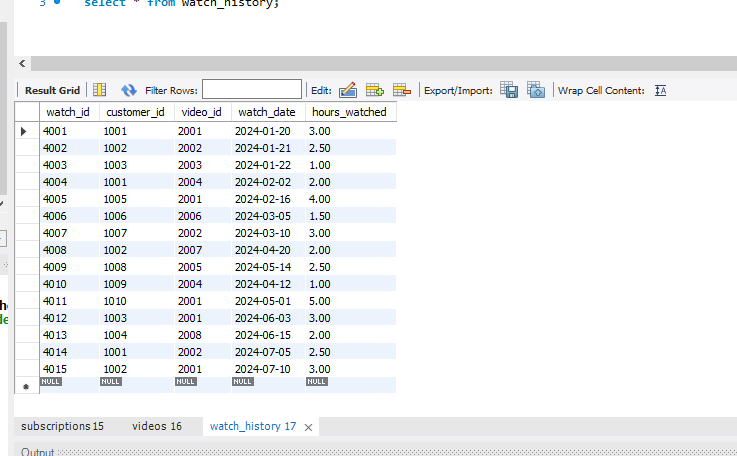 3 select * from watch_history;
Result Grid Filter Rows: Edit: Export/Import: Wrap Cell Content:
watch_id customer_id video_id watch_date hours_watched
4001 1001 2001 2024-01-20 3.00
4002 1002 2002 2024-01-21 2.50
4003 1003 2003 2024-01-22 1.00
4004 1001 2004 2024-02-02 2.00
4005 1005 2001 2024-02-16 4.00
4006 1006 2006 2024-03-05 1.50
4007 1007 2002 2024-03-10 3.00
4008 1002 2007 2024-04-20 2.00
4009 1008 2005 2024-05-14 2.50
4010 1009 2004 2024-04-12 1.00
4011 1010 2001 2024-05-01 5.00
4012 1003 2001 2024-06-03 3.00
4013 1004 2008 2024-06-15 2.00
4014 1001 2002 2024-07-05 2.50
4015 1002 2001 2024-07-10 3.00
NULL NULL NULL NULL NULL
subscriptions 15 videos 16 watch_history 17
Output